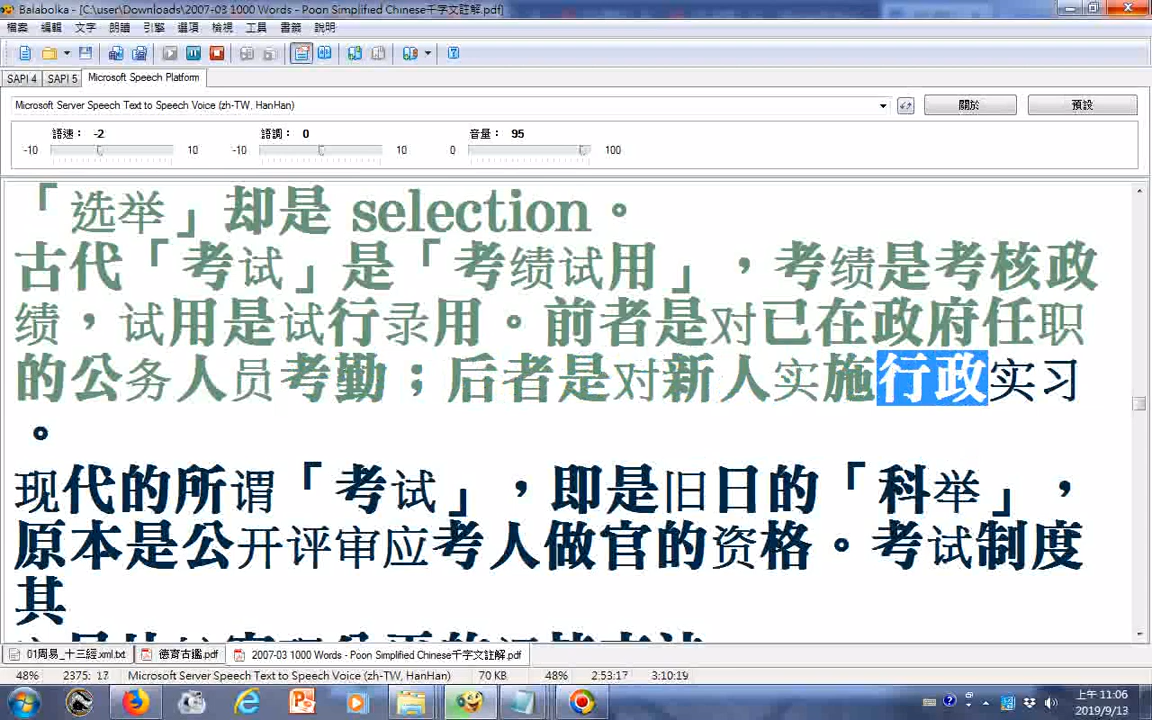 Balabolka - [C:\user\Downloads\2007-03 1000 Words - Poon Simplified Chinese千字文註解.pdf]
檔案 編輯 文字 朗讀 引擎 選項 檢視 工具 書籤 說明
SAPI 4 SAPI 5 Microsoft Speech Platform
Microsoft Server Speech Text to Speech Voice (zh-TW, HanHan) 關於 預設
語速： -2 語調： 0 音量： 95
-10 10 -10 10 0 100
「选举」却是 selection。
古代「考试」是「考绩试用」，考绩是考核政
绩，试用是试行录用。前者是对已在政府任职
的公务人员考勤；后者是对新人实施行政实习
。
现代的所谓「考试」，即是旧日的「科举」，
原本是公开评审应考人做官的资格。考试制度
其
01周易_十三經.xml.txt 德育古鑑.pdf 2007-03 1000 Words - Poon Simplified Chinese千字文註解.pdf
48% 2375: 17 Microsoft Server Speech Text to Speech Voice (zh-TW, HanHan) 70 KB 48% 2:53:17 3:10:19
上午 11:06
2019/9/13